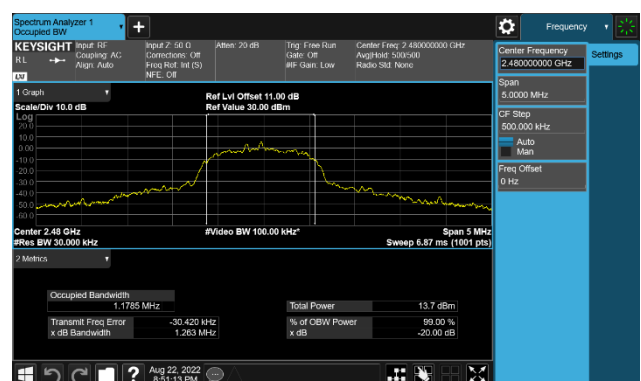 Spectrum Analyzer 1
Occupied BW
Frequency
KEYSIGHT
RL
LXI
Input: RF
Coupling: AC
Align: Auto
Input Z: 50 Ω
Corrections: Off
Freq Ref: Int (S)
NFE: Off
Atten: 20 dB
Trig: Free Run
Gate: Off
#IF Gain: Low
Center Freq: 2.480000000 GHz
Avg|Hold: 500/500
Radio Std: None
Center Frequency
2.480000000 GHz
Settings
Span
5.0000 MHz
CF Step
500.000 kHz
Auto
Man
Freq Offset
0 Hz
1 Graph
Scale/Div 10.0 dB
Ref Lvl Offset 11.00 dB
Ref Value 30.00 dBm
Log
20.0
10.0
0.00
-10.0
-20.0
-30.0
-40.0
-50.0
-60.0
Center 2.48 GHz
#Res BW 30.000 kHz
#Video BW 100.00 kHz*
Span 5 MHz
Sweep 6.87 ms (1001 pts)
2 Metrics
Occupied Bandwidth
1.1785 MHz
Total Power
13.7 dBm
Transmit Freq Error
-30.420 kHz
% of OBW Power
99.00 %
x dB Bandwidth
1.263 MHz
x dB
-20.00 dB
?
Aug 22, 2022
8:51:13 PM